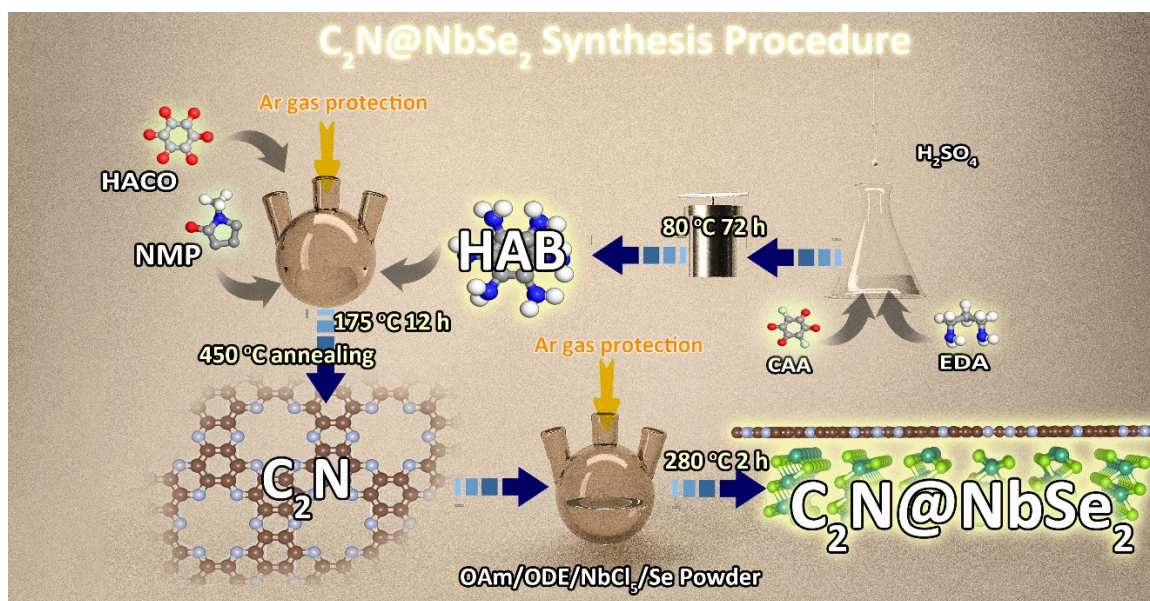 C₂N@NbSe₂ Synthesis Procedure
Ar gas protection
HACO
NMP
HAB
80 °C 72 h
H₂SO₄
CAA
EDA
175 °C 12 h
450 °C annealing
C₂N
Ar gas protection
280 °C 2 h
C₂N@NbSe₂
OAm/ODE/NbCl₅/Se Powder